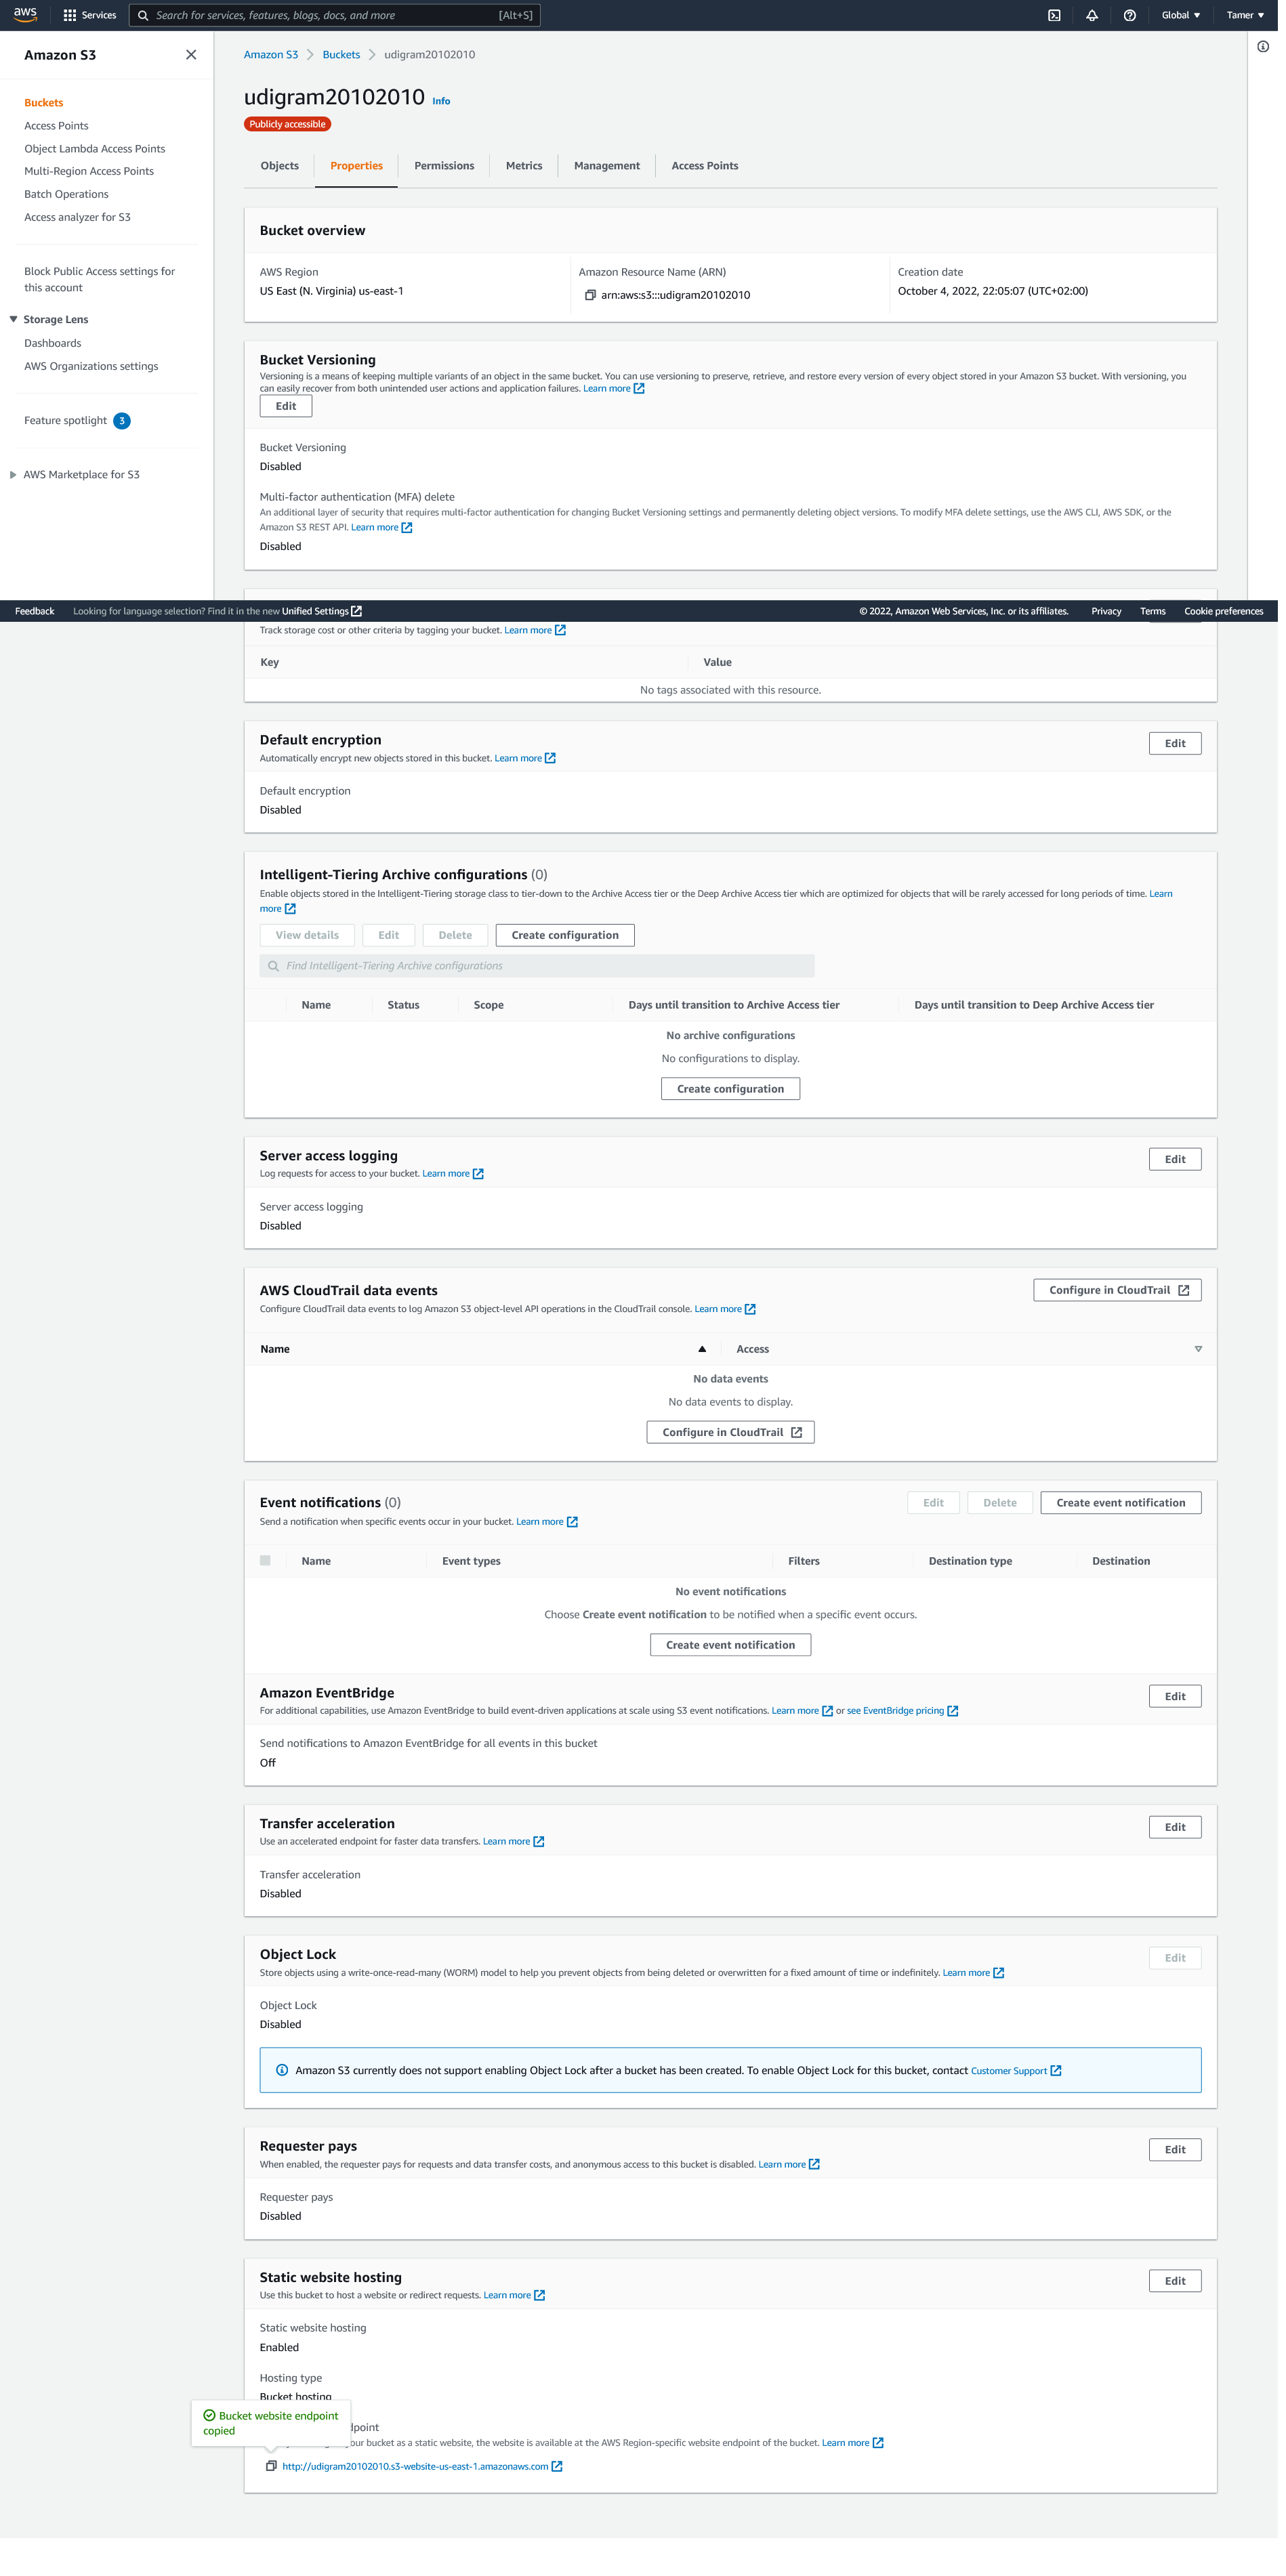 aws
Services
Search for services, features, blogs, docs, and more
[Alt+S]
Global
Tamer
Amazon S3
Buckets
Access Points
Object Lambda Access Points
Multi-Region Access Points
Batch Operations
Access analyzer for S3
Block Public Access settings for
this account
Storage Lens
Dashboards
AWS Organizations settings
Feature spotlight 3
AWS Marketplace for S3
Amazon S3 > Buckets > udigram20102010
udigram20102010 Info
Publicly accessible
Objects
Properties
Permissions
Metrics
Management
Access Points
Bucket overview
AWS Region
US East (N. Virginia) us-east-1
Amazon Resource Name (ARN)
arn:aws:s3:::udigram20102010
Creation date
October 4, 2022, 22:05:07 (UTC+02:00)
Bucket Versioning
Versioning is a means of keeping multiple variants of an object in the same bucket. You can use versioning to preserve, retrieve, and restore every version of every object stored in your Amazon S3 bucket. With versioning, you
can easily recover from both unintended user actions and application failures. Learn more
Edit
Bucket Versioning
Disabled
Multi-factor authentication (MFA) delete
An additional layer of security that requires multi-factor authentication for changing Bucket Versioning settings and permanently deleting object versions. To modify MFA delete settings, use the AWS CLI, AWS SDK, or the
Amazon S3 REST API. Learn more
Disabled
Feedback
Looking for language selection? Find it in the new Unified Settings
© 2022, Amazon Web Services, Inc. or its affiliates.
Privacy
Terms
Cookie preferences
Track storage cost or other criteria by tagging your bucket. Learn more
Key
Value
No tags associated with this resource.
Default encryption
Edit
Automatically encrypt new objects stored in this bucket. Learn more
Default encryption
Disabled
Intelligent-Tiering Archive configurations (0)
Enable objects stored in the Intelligent-Tiering storage class to tier-down to the Archive Access tier or the Deep Archive Access tier which are optimized for objects that will be rarely accessed for long periods of time. Learn
more
View details
Edit
Delete
Create configuration
Find Intelligent-Tiering Archive configurations
Name
Status
Scope
Days until transition to Archive Access tier
Days until transition to Deep Archive Access tier
No archive configurations
No configurations to display.
Create configuration
Server access logging
Edit
Log requests for access to your bucket. Learn more
Server access logging
Disabled
AWS CloudTrail data events
Configure in CloudTrail
Configure CloudTrail data events to log Amazon S3 object-level API operations in the CloudTrail console. Learn more
Name
Access
No data events
No data events to display.
Configure in CloudTrail
Event notifications (0)
Edit
Delete
Create event notification
Send a notification when specific events occur in your bucket. Learn more
Name
Event types
Filters
Destination type
Destination
No event notifications
Choose Create event notification to be notified when a specific event occurs.
Create event notification
Amazon EventBridge
Edit
For additional capabilities, use Amazon EventBridge to build event-driven applications at scale using S3 event notifications. Learn more or see EventBridge pricing
Send notifications to Amazon EventBridge for all events in this bucket
Off
Transfer acceleration
Edit
Use an accelerated endpoint for faster data transfers. Learn more
Transfer acceleration
Disabled
Object Lock
Edit
Store objects using a write-once-read-many (WORM) model to help you prevent objects from being deleted or overwritten for a fixed amount of time or indefinitely. Learn more
Object Lock
Disabled
Amazon S3 currently does not support enabling Object Lock after a bucket has been created. To enable Object Lock for this bucket, contact Customer Support
Requester pays
Edit
When enabled, the requester pays for requests and data transfer costs, and anonymous access to this bucket is disabled. Learn more
Requester pays
Disabled
Static website hosting
Edit
Use this bucket to host a website or redirect requests. Learn more
Static website hosting
Enabled
Hosting type
Bucket hosting
Bucket website endpoint
copied
your bucket as a static website, the website is available at the AWS Region-specific website endpoint of the bucket. Learn more
http://udigram20102010.s3-website-us-east-1.amazonaws.com